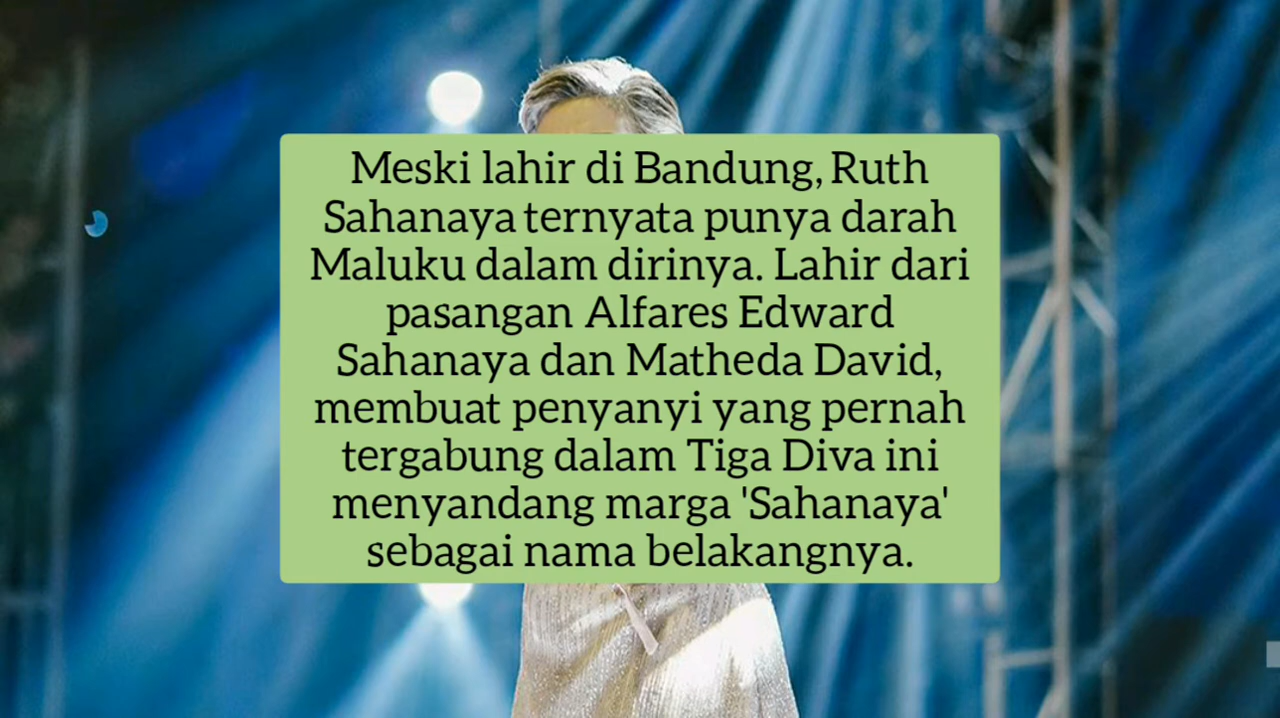 Meski lahir di Bandung, Ruth
Sahanaya ternyata punya darah
Maluku dalam dirinya. Lahir dari
pasangan Alfares Edward
Sahanaya dan Matheda David,
membuat penyanyi yang pernah
tergabung dalam Tiga Diva ini
menyandang marga 'Sahanaya'
sebagai nama belakangnya.